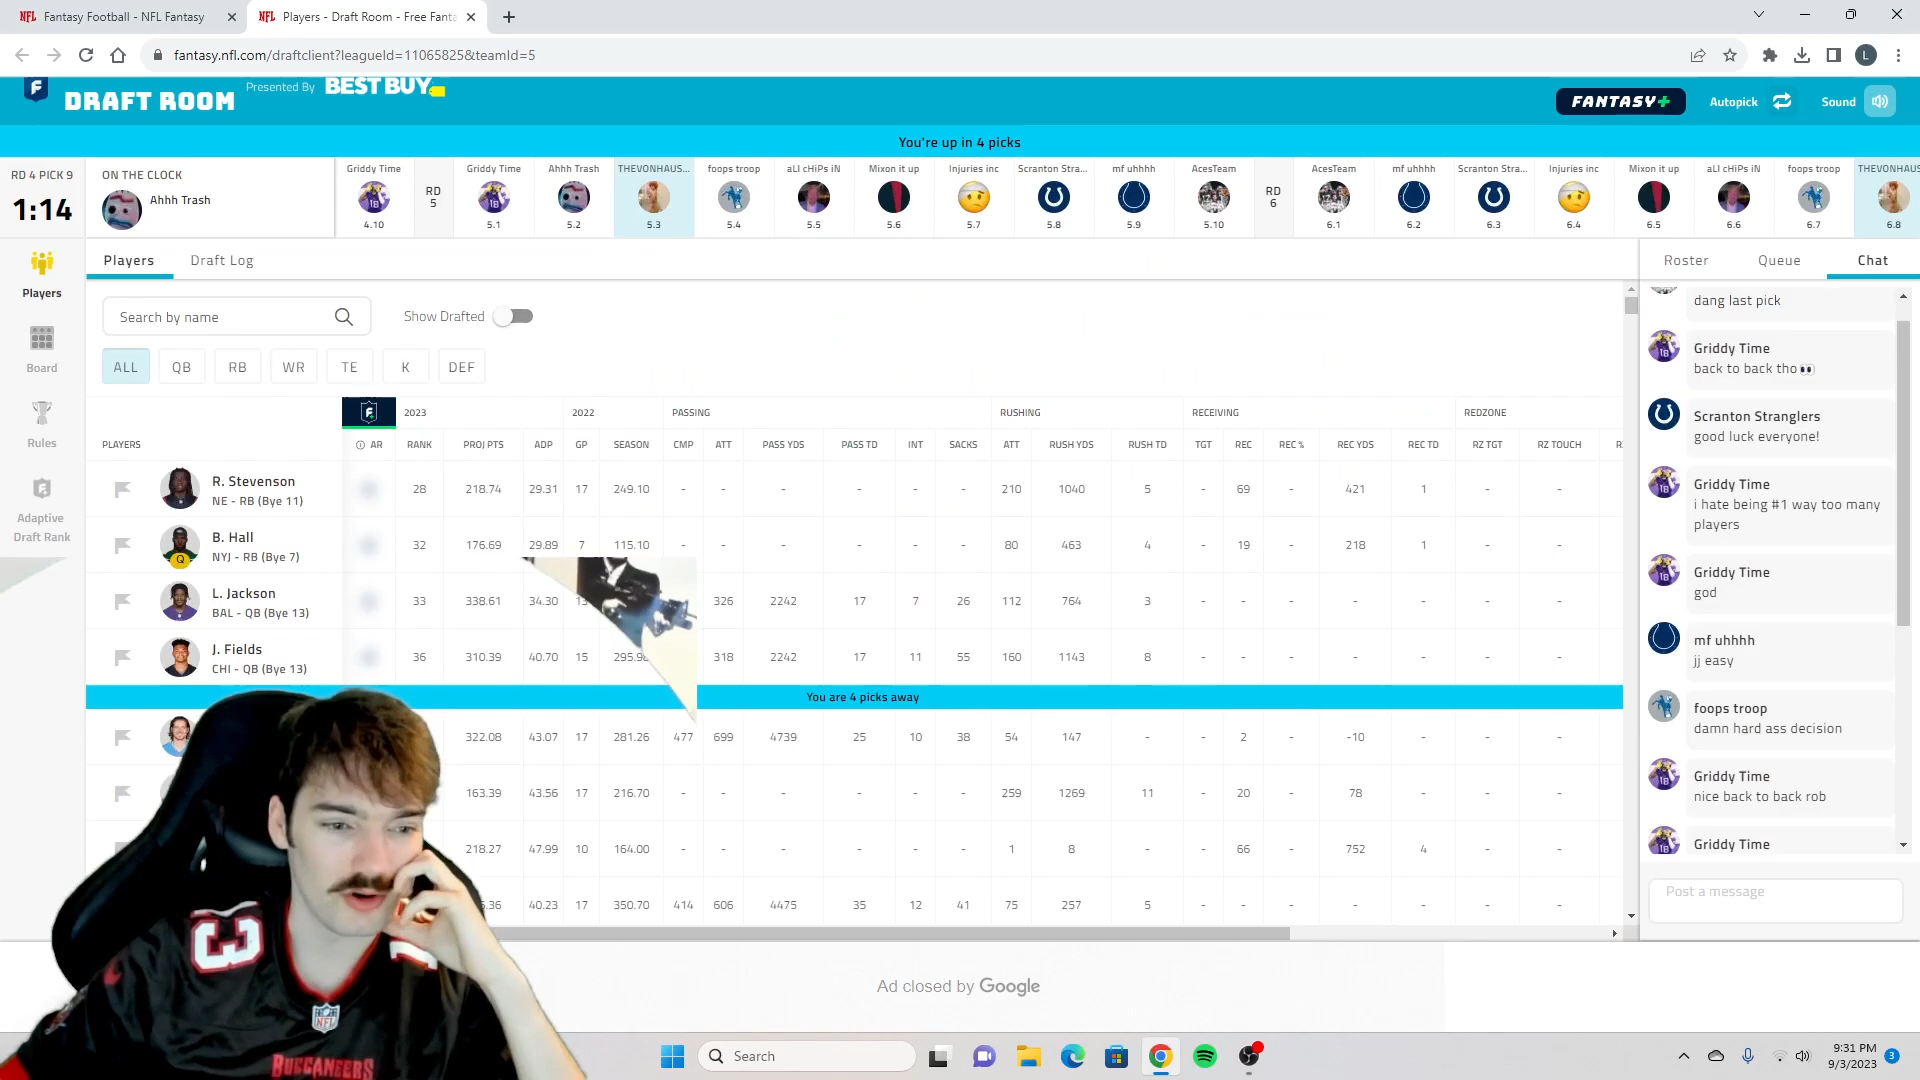 Fantasy Football - NFL Fantasy
Players - Draft Room - Free Fanta
fantasy.nfl.com/draftclient?leagueId=11065825&teamId=5
L
DRAFT ROOM
Presented By BEST BUY
FANTASY+
Autopick
Sound
You're up in 4 picks
RD 4 PICK 9
1:14
ON THE CLOCK
Ahhh Trash
Griddy Time
4.10
RD 5
Griddy Time
5.1
Ahhh Trash
5.2
THEVONHAUS...
5.3
foops troop
5.4
aLl cHiPs iN
5.5
Mixon it up
5.6
Injuries inc
5.7
Scranton Stra...
5.8
mf uhhhh
5.9
AcesTeam
5.10
RD 6
AcesTeam
6.1
mf uhhhh
6.2
Scranton Stra...
6.3
Injuries inc
6.4
Mixon it up
6.5
aLl cHiPs iN
6.6
foops troop
6.7
THEVONHAUS
6.8
Players
Board
Rules
Adaptive
Draft Rank
Players Draft Log
Search by name
Show Drafted
ALL QB RB WR TE K DEF
2023 2022 PASSING RUSHING RECEIVING REDZONE
PLAYERS AR RANK PROJ PTS ADP GP SEASON CMP ATT PASS YDS PASS TD INT SACKS ATT RUSH YDS RUSH TD TGT REC REC % REC YDS REC TD RZ TGT RZ TOUCH
R. Stevenson
NE - RB (Bye 11)
28 218.74 29.31 17 249.10 - - - - - - 210 1040 5 - 69 - 421 1 - -
B. Hall
NYJ - RB (Bye 7)
Q
32 176.69 29.89 7 115.10 - - - - - - 80 463 4 - 19 - 218 1 - -
L. Jackson
BAL - QB (Bye 13)
33 338.61 34.30 326 2242 17 7 26 112 764 3 - - - - - - -
J. Fields
CHI - QB (Bye 13)
36 310.39 40.70 15 318 2242 17 11 55 160 1143 8 - - - - - - -
You are 4 picks away
322.08 43.07 17 281.26 477 699 4739 25 10 38 54 147 - - 2 - -10 - - -
163.39 43.56 17 216.70 - - - - - - 259 1269 11 - 20 - 78 - - -
218.27 47.99 10 164.00 - - - - - - 1 8 - - 66 - 752 4 - -
40.23 17 350.70 414 606 4475 35 12 41 75 257 5 - - - - - - -
Roster Queue Chat
dang last pick
Griddy Time
back to back tho👀
Scranton Stranglers
good luck everyone!
Griddy Time
i hate being #1 way too many
players
Griddy Time
god
mf uhhhh
jj easy
foops troop
damn hard ass decision
Griddy Time
nice back to back rob
Griddy Time
Post a message
Ad closed by Google
NFL
BUCCANEERS
Search
9:31 PM
9/3/2023
3